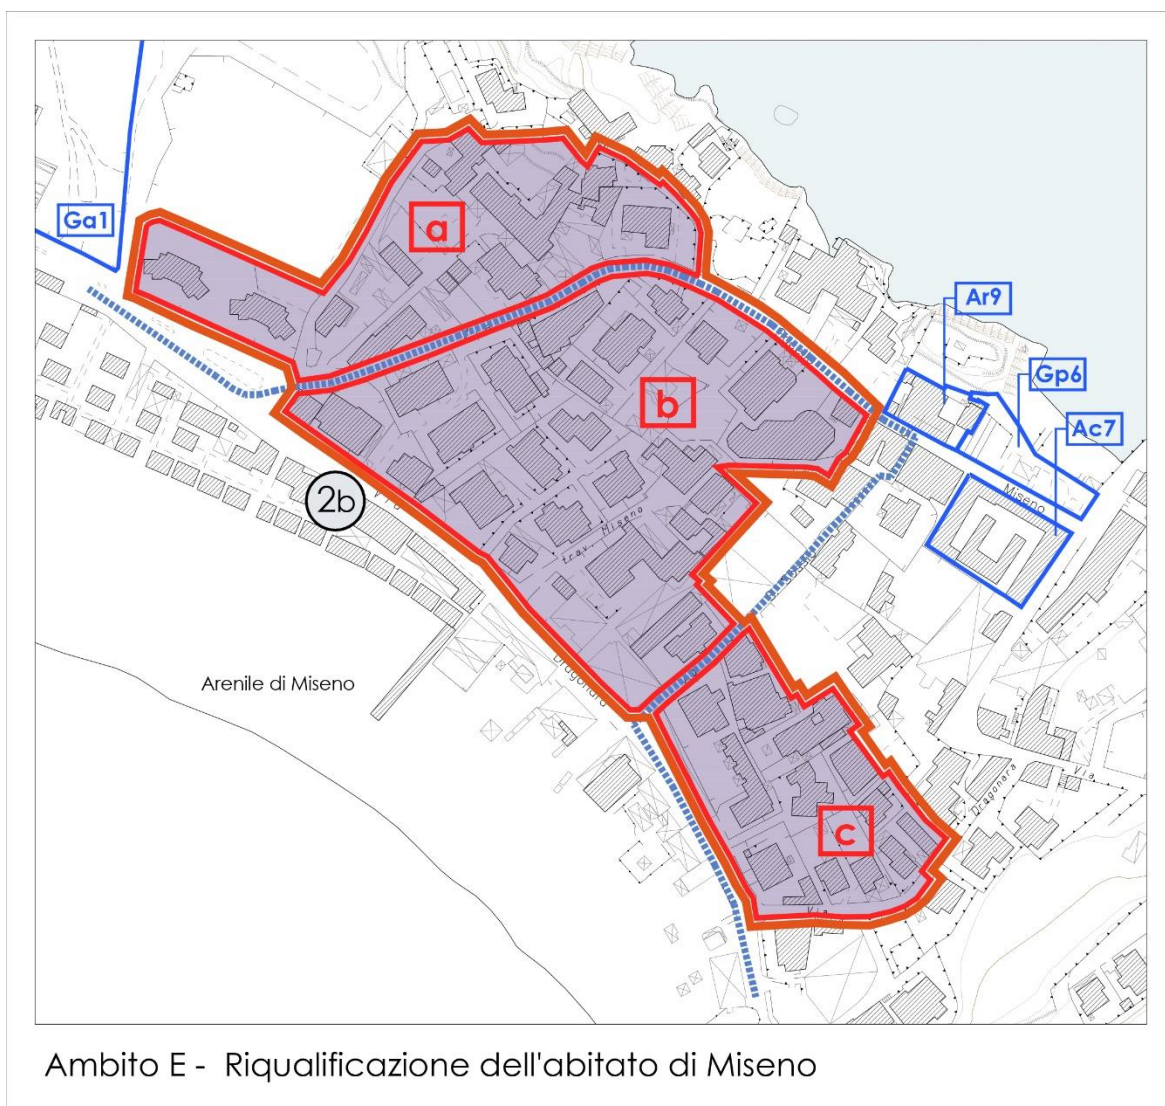 Ga1
a
Ar9
Gp6
b
Ac7
2b
Miseno
trav. Miseno
Arenile di Miseno
Dragonara
c
Via
Dragonara
Via
Ambito E - Riqualificazione dell'abitato di Miseno